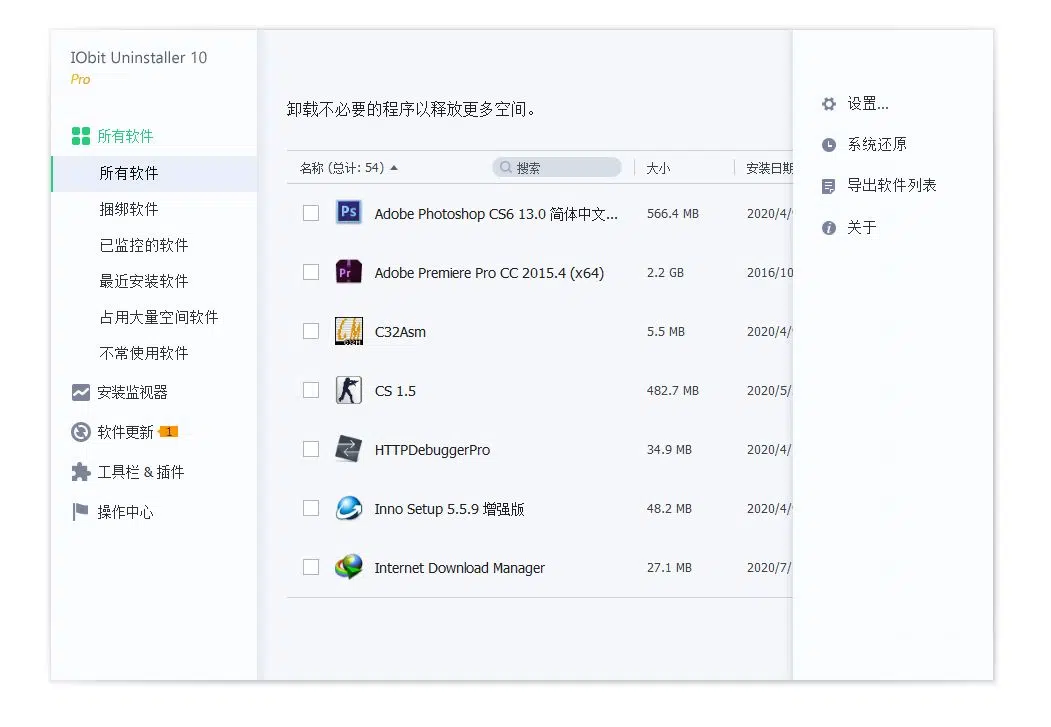 IObit Uninstaller 10
Pro
所有软件
所有软件
捆绑软件
已监控的软件
最近安装软件
占用大量空间软件
不常使用软件
安装监视器
软件更新 1
工具栏 & 插件
操作中心
卸载不必要的程序以释放更多空间。
名称 (总计: 54) 搜索 大小 安装日期
Ps Adobe Photoshop CS6 13.0 简体中文... 566.4 MB 2020/4/
Pr Adobe Premiere Pro CC 2015.4 (x64) 2.2 GB 2016/10
C32Asm 5.5 MB 2020/4/
CS 1.5 482.7 MB 2020/5/
HTTPDebuggerPro 34.9 MB 2020/4/
Inno Setup 5.5.9 增强版 48.2 MB 2020/4/
Internet Download Manager 27.1 MB 2020/7/
设置...
系统还原
导出软件列表
关于